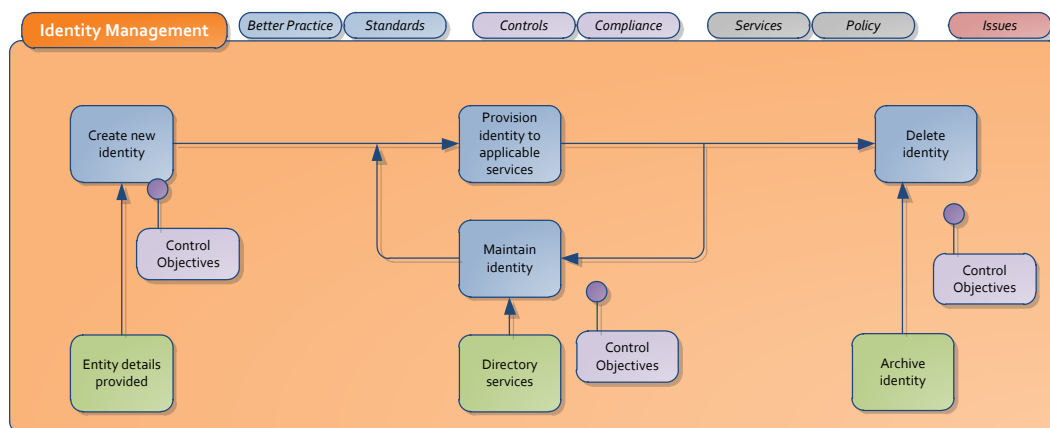 Identity Management
Better Practice
Standards
Controls
Compliance
Services
Policy
Issues
Create new
identity
Provision
identity to
applicable
services
Delete
identity
Control
Objectives
Maintain
identity
Control
Objectives
Entity details
provided
Directory
services
Control
Objectives
Archive
identity